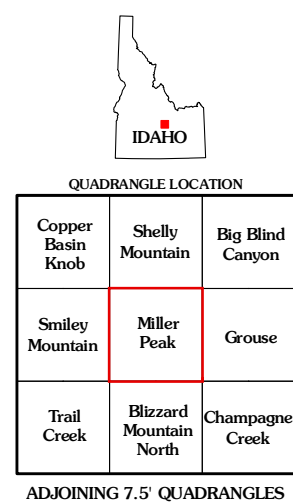 IDAHO
QUADRANGLE LOCATION
Copper
Basin
Knob
Shelly
Mountain
Big Blind
Canyon
Smiley
Mountain
Miller
Peak
Grouse
Trail
Creek
Blizzard
Mountain
North
Champagne
Creek
ADJOINING 7.5' QUADRANGLES